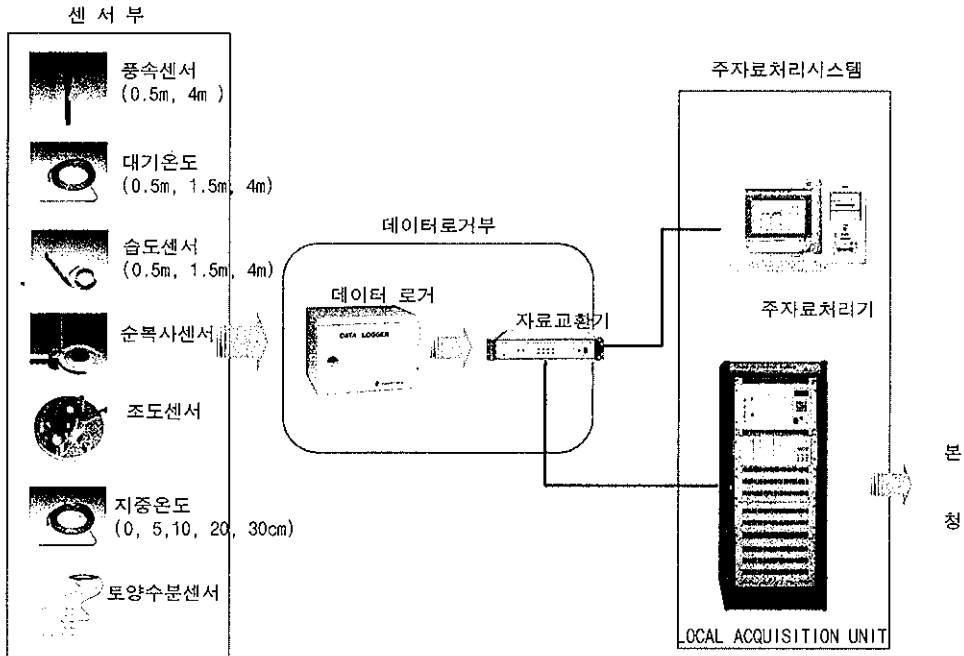 센 서 부
풍속센서
(0.5m, 4m )
대기온도
(0.5m, 1.5m, 4m)
습도센서
(0.5m, 1.5m, 4m)
순복사센서
조도센서
지중온도
(0, 5,10, 20, 30cm)
토양수분센서
데이터로거부
데이터 로거
DATA LOGGER
자료교환기
주자료처리시스템
주자료처리기
LOCAL ACQUISITION UNIT
본
청